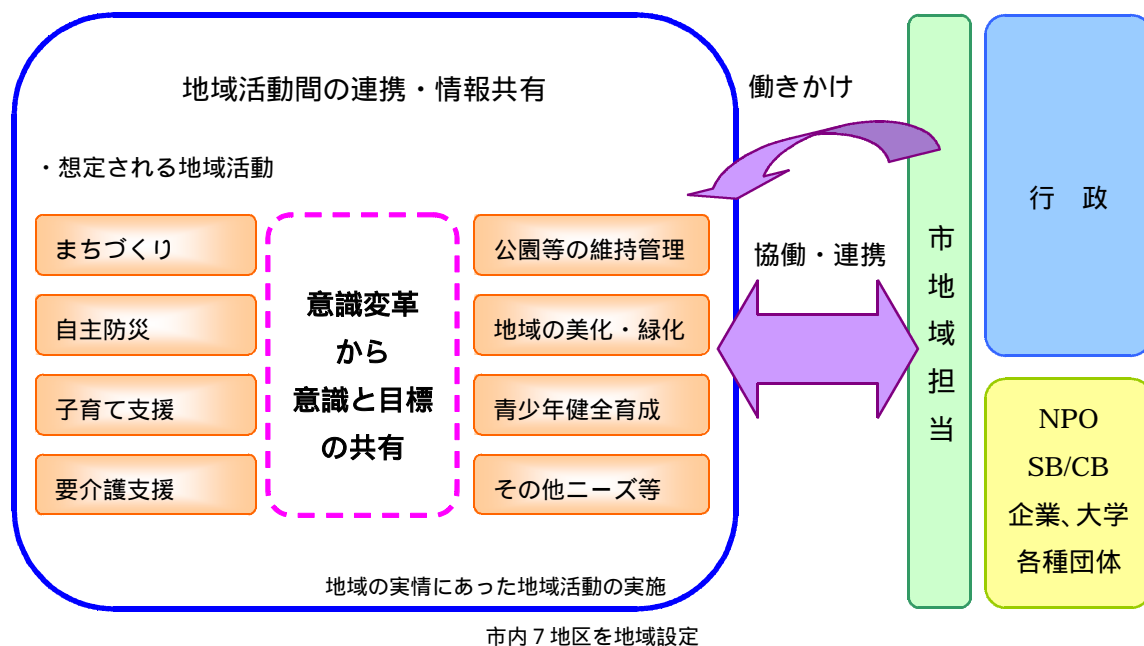 地域活動間の連携・情報共有
・想定される地域活動
まちづくり
自主防災
子育て支援
要介護支援
意識変革
から
意識と目標
の共有
公園等の維持管理
地域の美化・緑化
青少年健全育成
その他ニーズ等
地域の実情にあった地域活動の実施
市内７地区を地域設定
働きかけ
協働・連携
市地域担当
行　政
NPO
SB/CB
企業、大学
各種団体